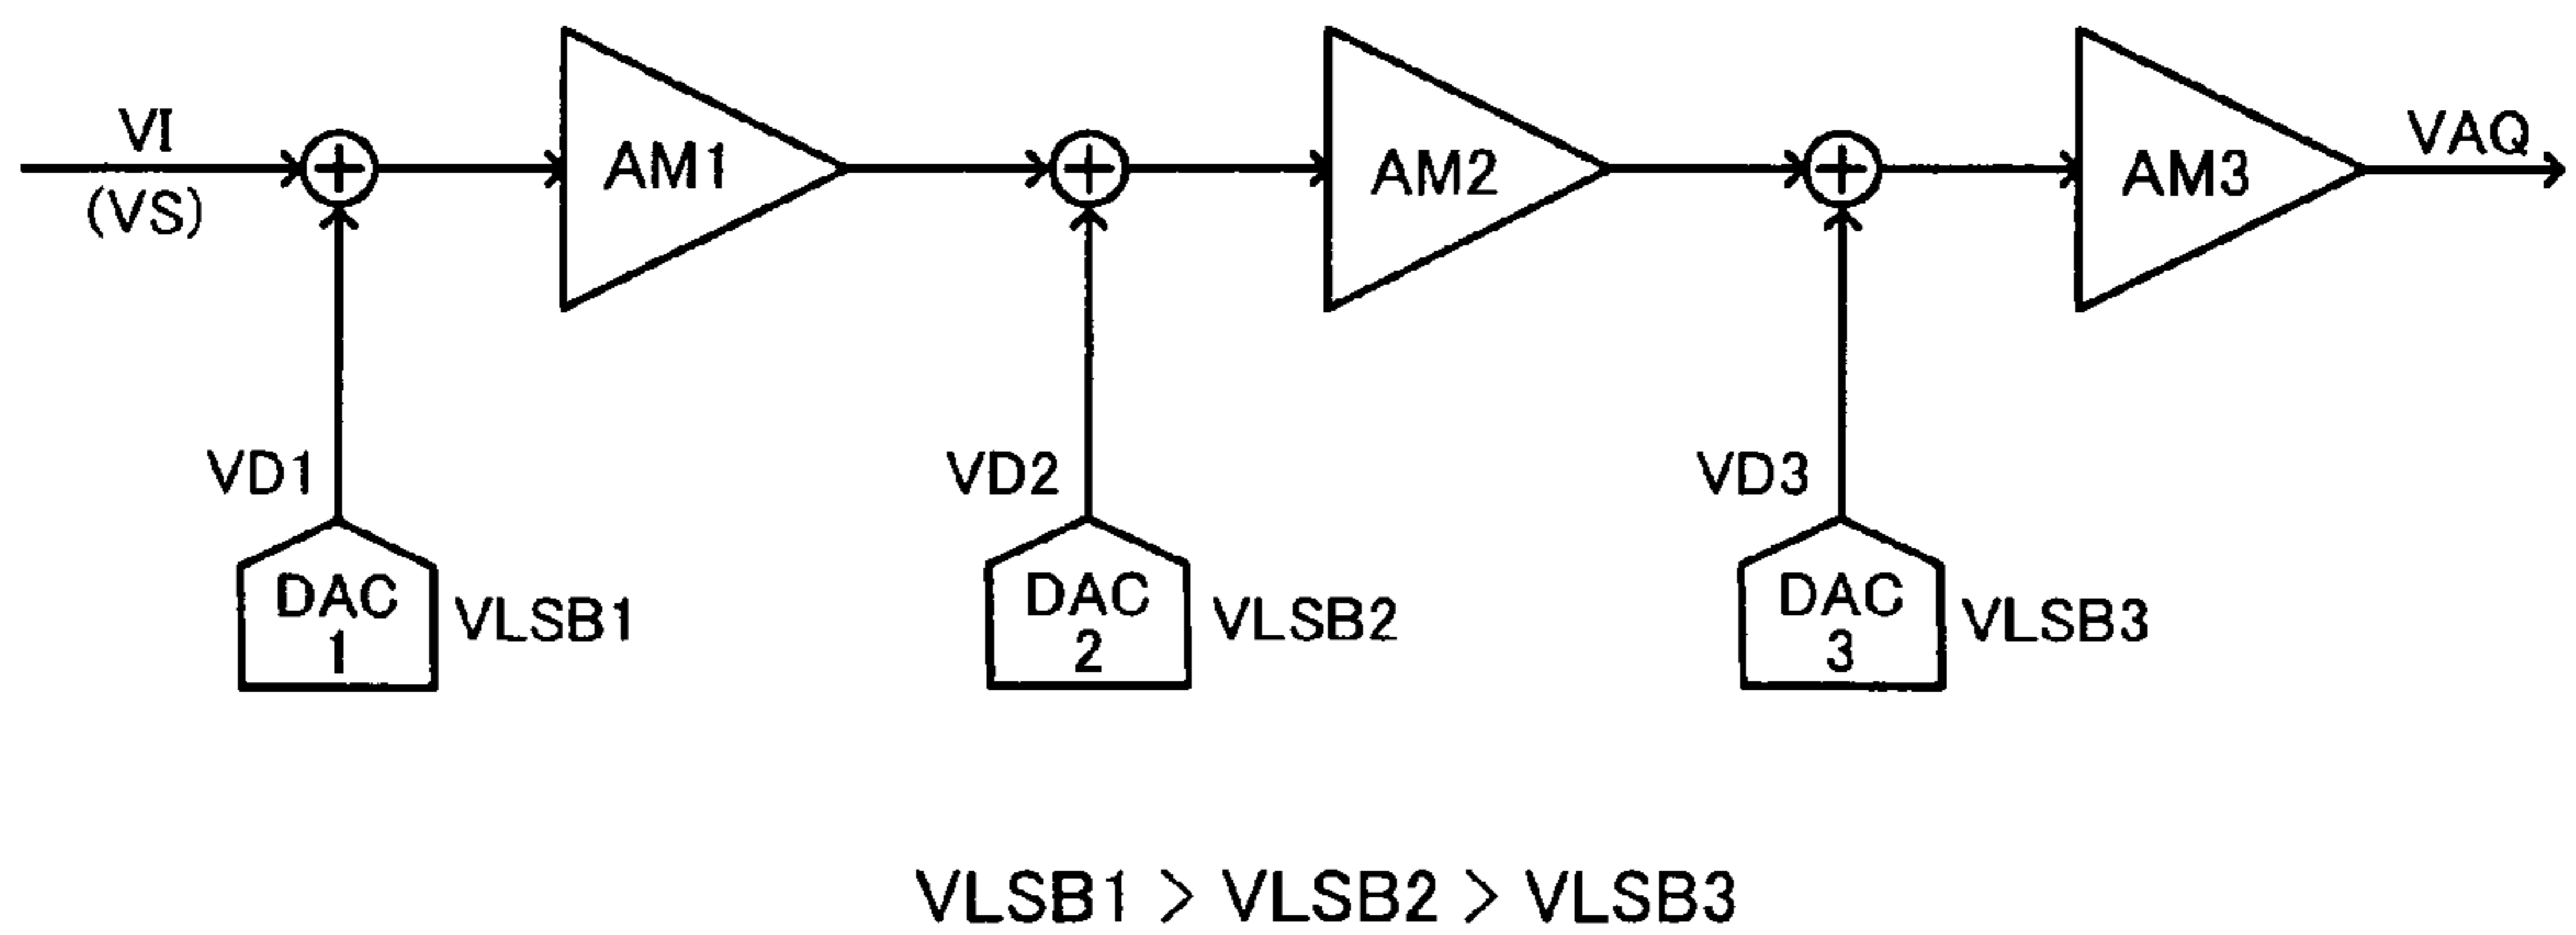 VI
(VS)
AM1
AM2
AM3
VAQ
VD1
VD2
VD3
DAC
1
VLSB1
DAC
2
VLSB2
DAC
3
VLSB3
VLSB1 > VLSB2 > VLSB3